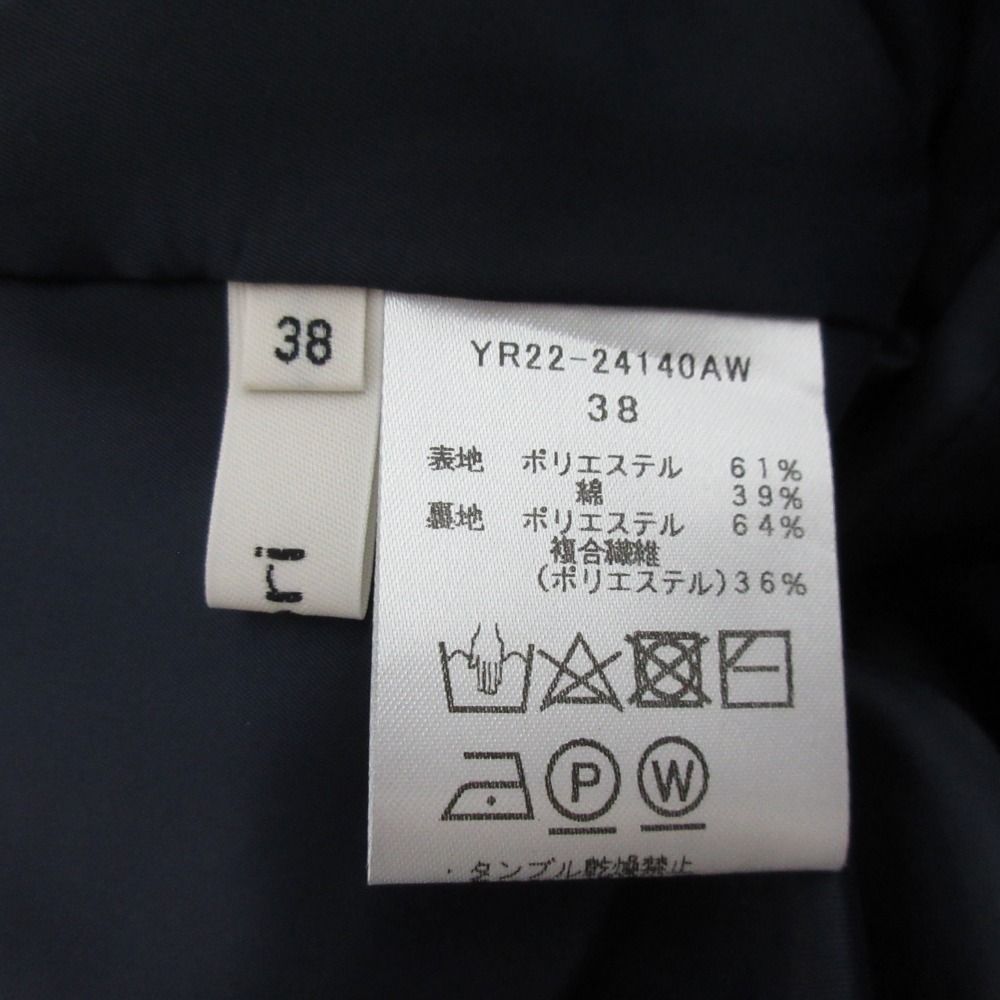 38
ri
YR22-24140AW
38
表地 ポリエステル 61%
綿 39%
裏地 ポリエステル 64%
複合繊維
(ポリエステル)36%
P W
・タンブル乾燥禁止